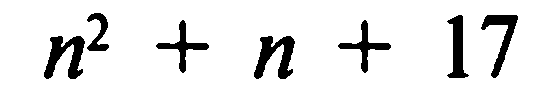 n² + n + 17